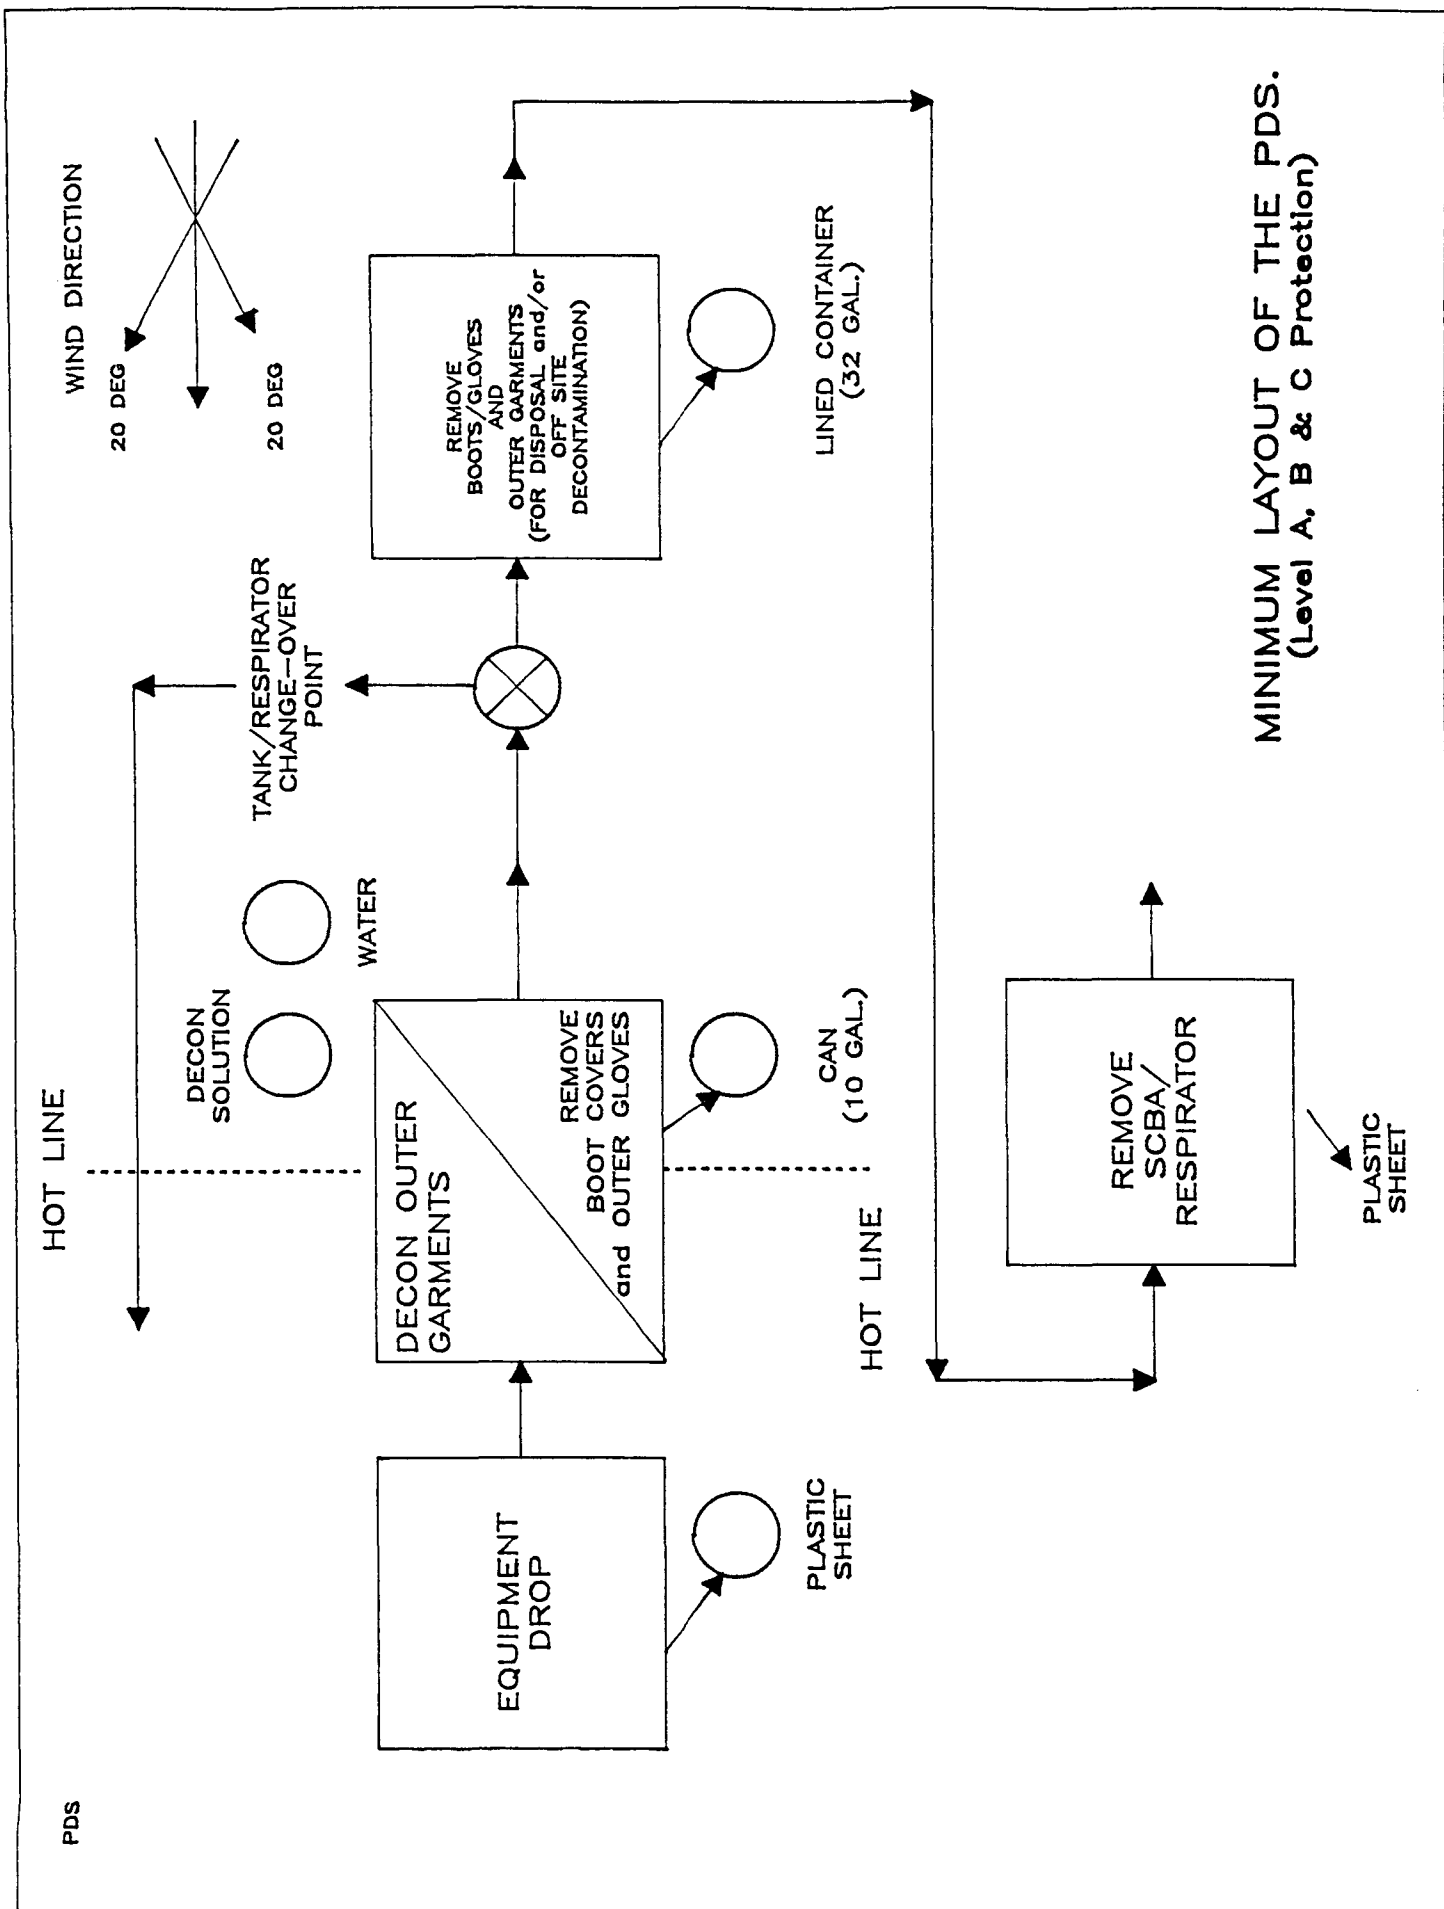 PDS
HOT LINE
WIND DIRECTION
20 DEG
20 DEG
DECON
SOLUTION
WATER
TANK/RESPIRATOR
CHANGE-OVER
POINT
EQUIPMENT
DROP
PLASTIC
SHEET
DECON OUTER
GARMENTS
REMOVE
BOOT COVERS
and OUTER GLOVES
CAN
(10 GAL.)
HOT LINE
REMOVE
BOOTS/GLOVES
AND
OUTER GARMENTS
(FOR DISPOSAL and/or
OFF SITE
DECONTAMINATION)
LINED CONTAINER
(32 GAL.)
REMOVE
SCBA/
RESPIRATOR
PLASTIC
SHEET
MINIMUM LAYOUT OF THE PDS.
(Level A, B & C Protection)